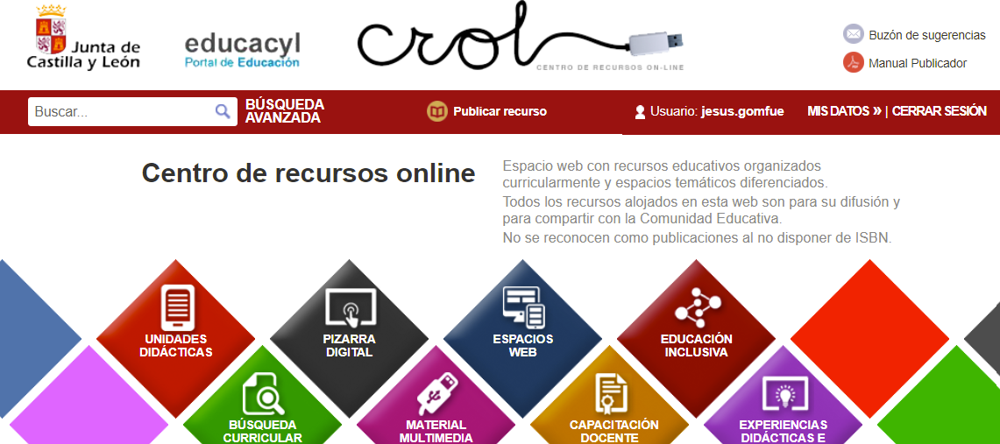 Junta de
Castilla y León
educacyl
Portal de Educación
crol
CENTRO DE RECURSOS ON-LINE
Buzón de sugerencias
Manual Publicador
Buscar...
BÚSQUEDA
AVANZADA
Publicar recurso
Usuario: jesus.gomfue
MIS DATOS » | CERRAR SESIÓN
Centro de recursos online
Espacio web con recursos educativos organizados
curricularmente y espacios temáticos diferenciados.
Todos los recursos alojados en esta web son para su difusión y
para compartir con la Comunidad Educativa.
No se reconocen como publicaciones al no disponer de ISBN.
UNIDADES
DIDÁCTICAS
PIZARRA
DIGITAL
ESPACIOS
WEB
EDUCACIÓN
INCLUSIVA
BÚSQUEDA
CURRICULAR
MATERIAL
MULTIMEDIA
CAPACITACIÓN
DOCENTE
EXPERIENCIAS
DIDÁCTICAS E